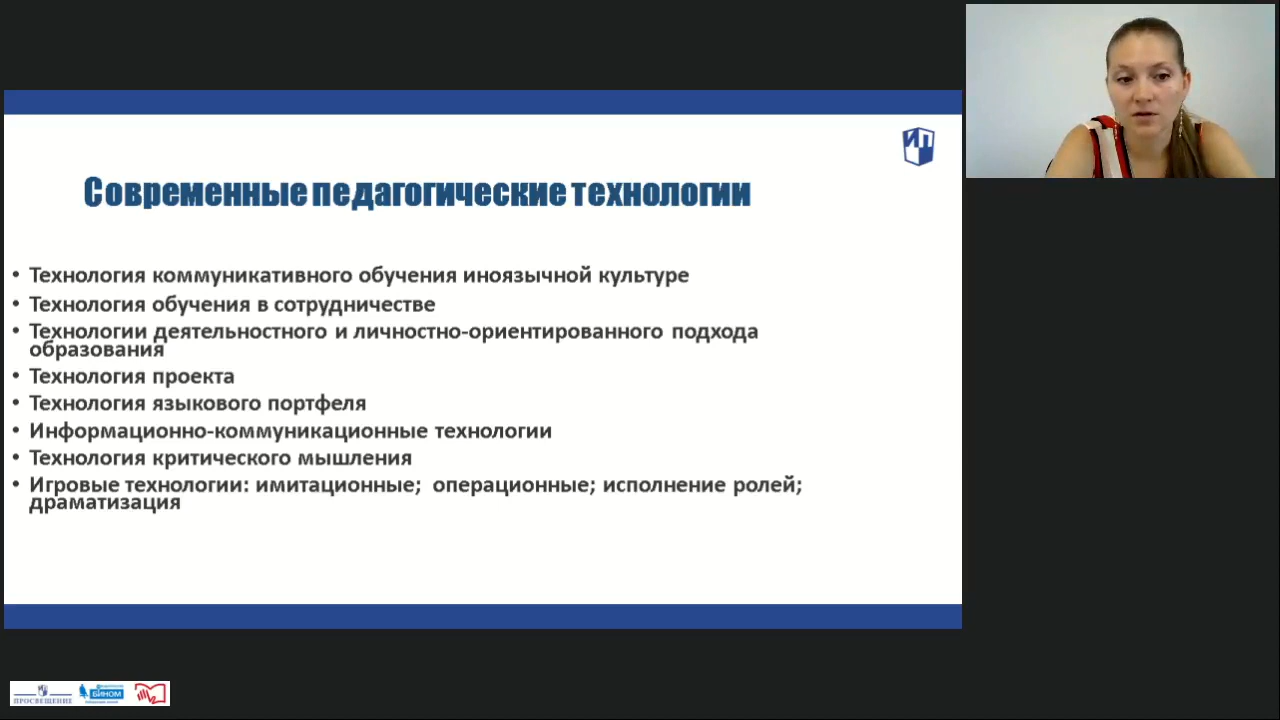 ИП
Современные педагогические технологии
• Технология коммуникативного обучения иноязычной культуре
• Технология обучения в сотрудничестве
• Технологии деятельностного и личностно-ориентированного подхода
образования
• Технология проекта
• Технология языкового портфеля
• Информационно-коммуникационные технологии
• Технология критического мышления
• Игровые технологии: имитационные; операционные; исполнение ролей;
драматизация
ПРОСВЕЩЕНИЕ
БИНОМ